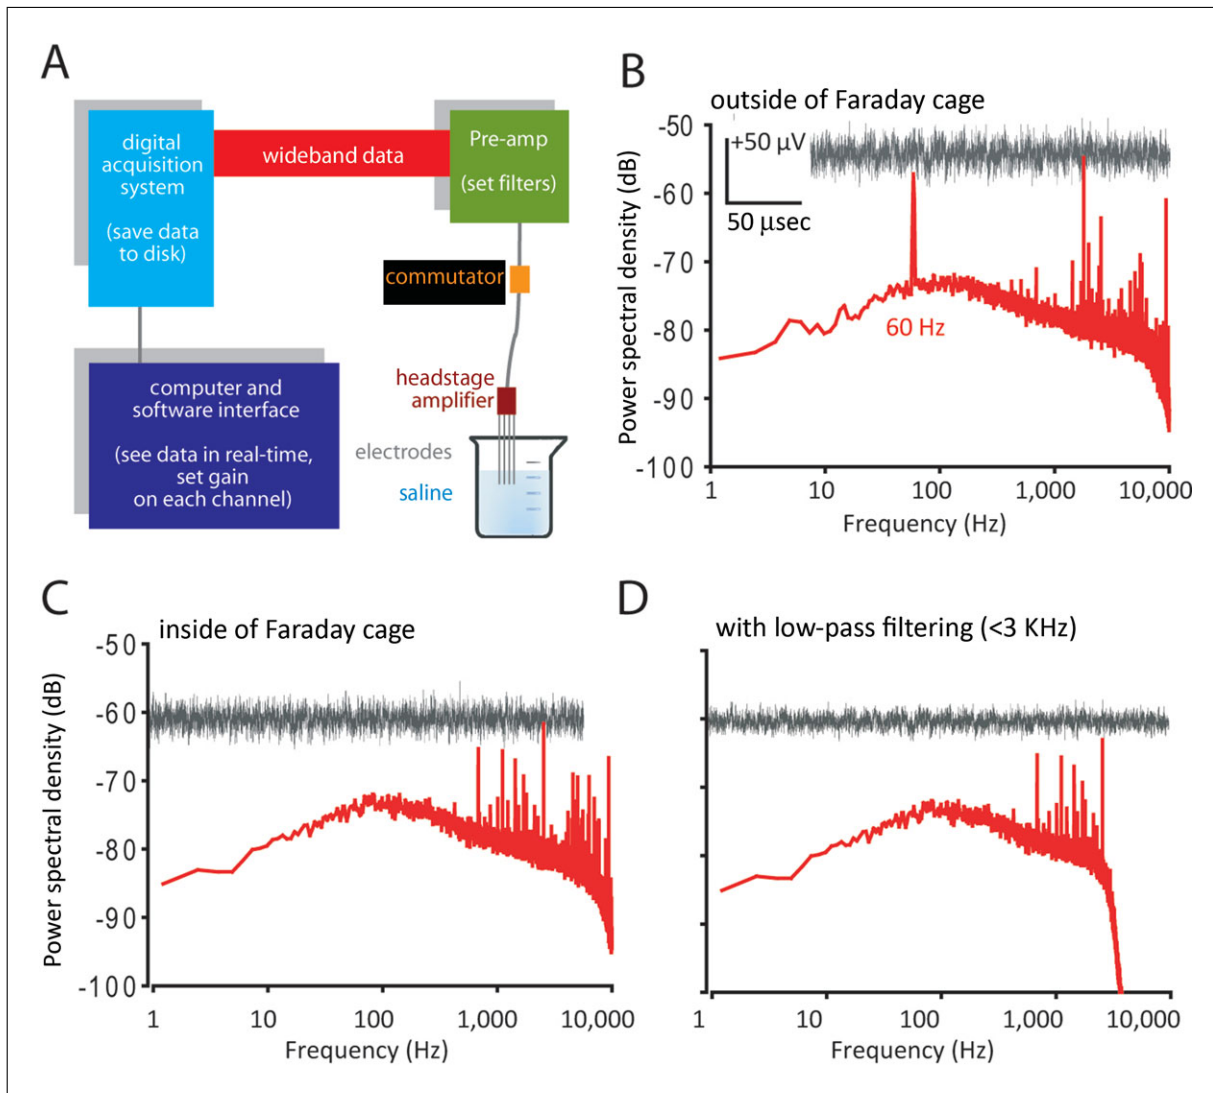 A
digital
acquisition
system
(save data
to disk)
wideband data
Pre-amp
(set filters)
commutator
headstage
amplifier
electrodes
saline
computer and
software interface
(see data in real-time,
set gain
on each channel)
B
outside of Faraday cage
+50 μV
50 μsec
60 Hz
Power spectral density (dB)
-50
-60
-70
-80
-90
-100
1
10
100
1,000
10,000
Frequency (Hz)
C
inside of Faraday cage
Power spectral density (dB)
-50
-60
-70
-80
-90
-100
1
10
100
1,000
10,000
Frequency (Hz)
D
with low-pass filtering (<3 KHz)
1
10
100
1,000
10,000
Frequency (Hz)